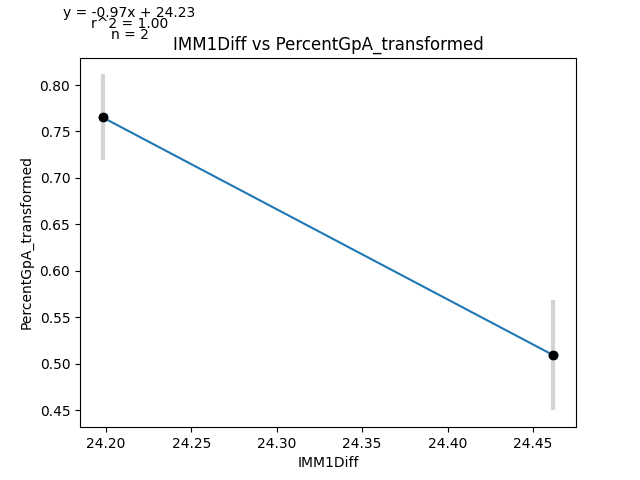 y = -0.97x + 24.23
r^2 = 1.00
n = 2
IMM1Diff vs PercentGpA_transformed
PercentGpA_transformed
0.80
0.75
0.70
0.65
0.60
0.55
0.50
0.45
24.20 24.25 24.30 24.35 24.40 24.45
IMM1Diff